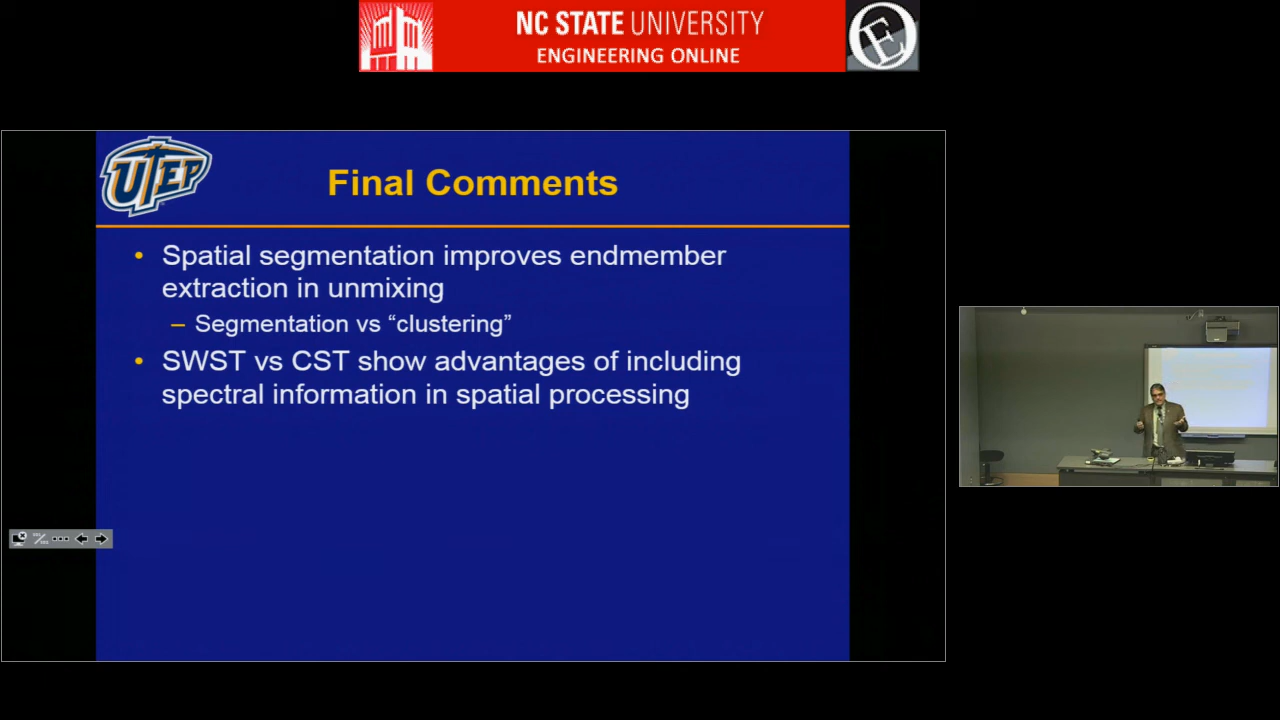 NC STATE UNIVERSITY
ENGINEERING ONLINE
UTEP
Final Comments
• Spatial segmentation improves endmember
extraction in unmixing
– Segmentation vs “clustering”
• SWST vs CST show advantages of including
spectral information in spatial processing